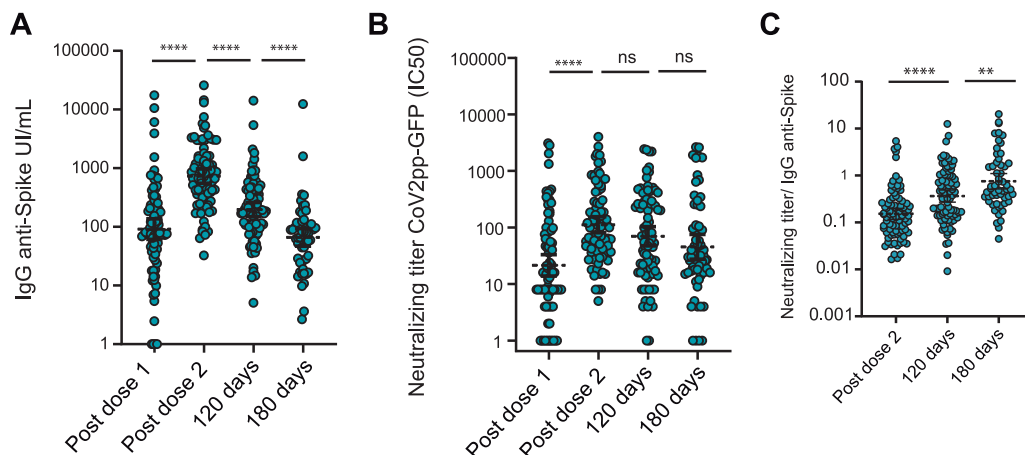 A
IgG anti-Spike UI/mL
100000
10000
1000
100
10
1
**** **** ****
Post dose 1
Post dose 2
120 days
180 days
B
Neutralizing titer CoV2pp-GFP (IC50)
100000
10000
1000
100
10
1
**** ns ns
Post dose 1
Post dose 2
120 days
180 days
C
Neutralizing titer/ IgG anti-Spike
100
10
1
0.1
0.01
0.001
**** **
Post dose 2
120 days
180 days